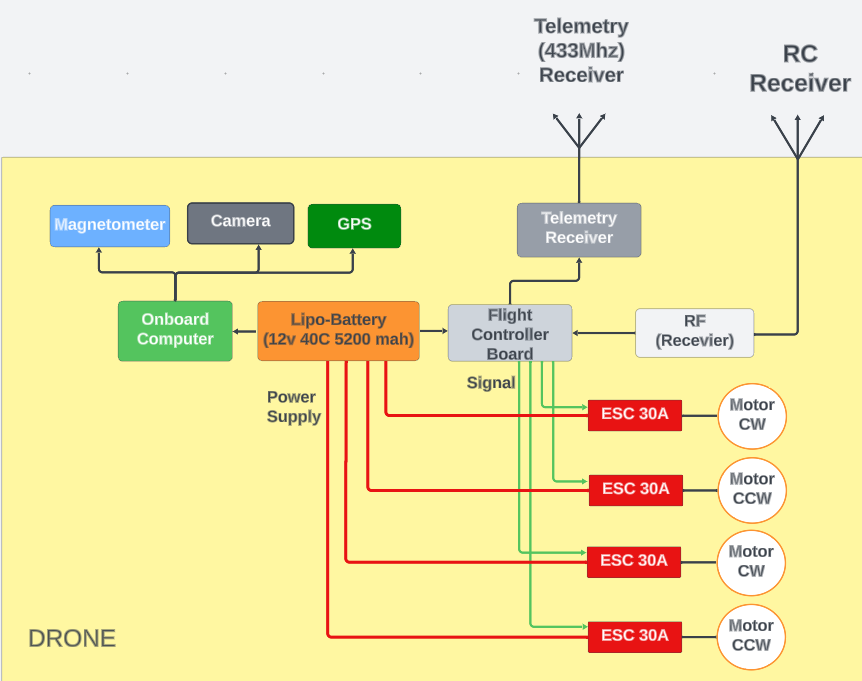 Telemetry
(433Mhz)
Receiver
RC
Receiver
Magnetometer
Camera
GPS
Telemetry
Receiver
Onboard
Computer
Lipo-Battery
(12v 40C 5200 mah)
Flight
Controller
Board
RF
(Recevier)
Power
Supply
Signal
ESC 30A
Motor
CW
ESC 30A
Motor
CCW
ESC 30A
Motor
CW
ESC 30A
Motor
CCW
DRONE